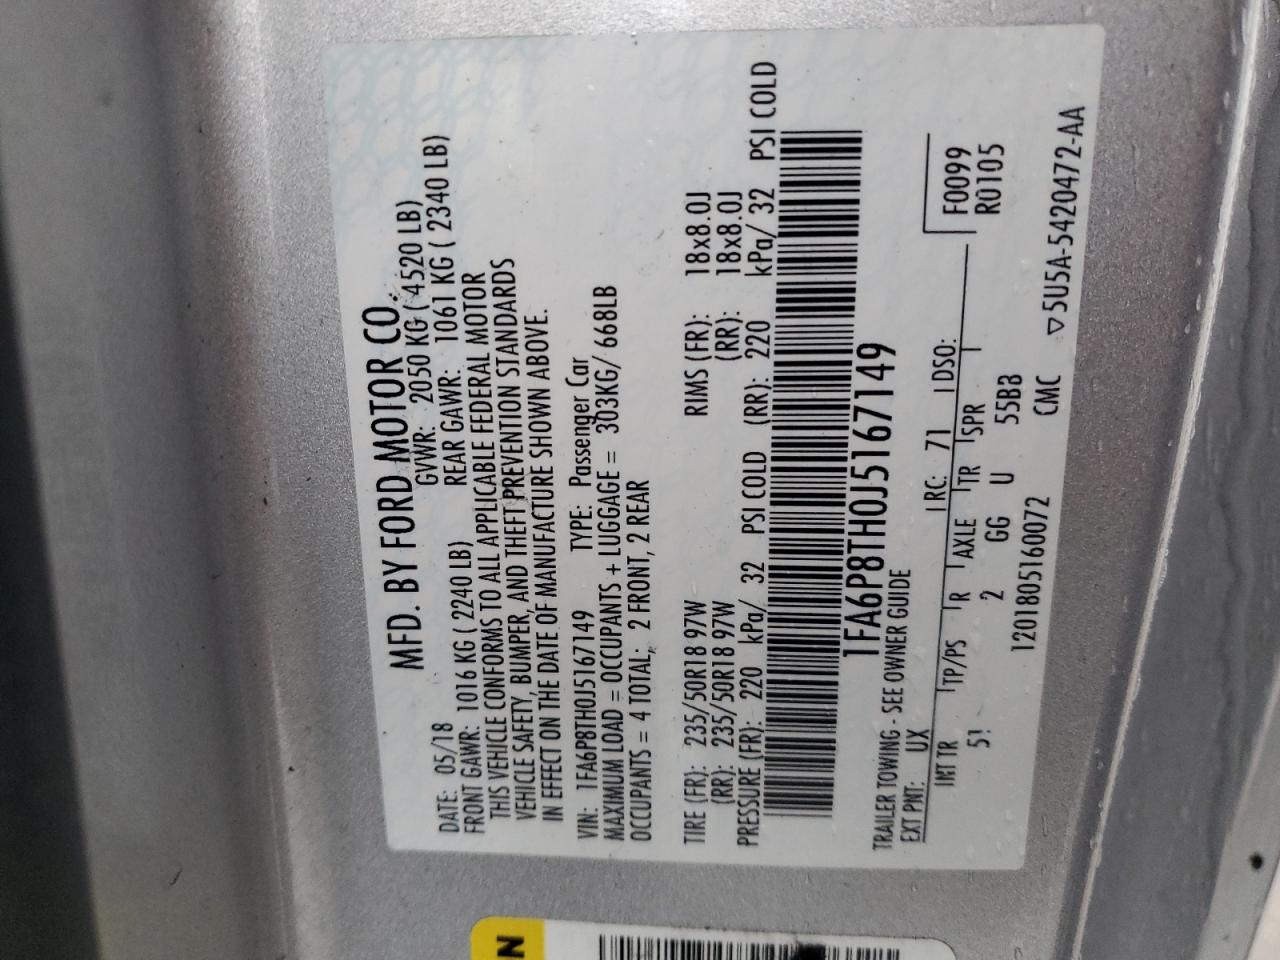 MFD. BY FORD MOTOR CO.
DATE: 05/18 GVWR: 2050 KG ( 4520 LB)
FRONT GAWR: 1016 KG ( 2240 LB) REAR GAWR: 1061 KG ( 2340 LB)
THIS VEHICLE CONFORMS TO ALL APPLICABLE FEDERAL MOTOR
VEHICLE SAFETY, BUMPER, AND THEFT PREVENTION STANDARDS
IN EFFECT ON THE DATE OF MANUFACTURE SHOWN ABOVE.
VIN: 1FA6P8TH0J5167149 TYPE: Passenger Car
MAXIMUM LOAD = OCCUPANTS + LUGGAGE = 303KG/ 668LB
OCCUPANTS = 4 TOTAL; 2 FRONT, 2 REAR
TIRE (FR): 235/50R18 97W RIMS (FR): 18x8.0J
(RR): 235/50R18 97W (RR): 18x8.0J
PRESSURE (FR): 220 kPa/ 32 PSI COLD (RR): 220 kPa/ 32 PSI COLD
1FA6P8TH0J5167149
TRAILER TOWING - SEE OWNER GUIDE
EXT PNT: UX RC: 71 DSO: F0099
R0105
INT TR TP/PS R AXLE TR SPR
51 2 GG U 55BB
1201805160072 CMC ▽5U5A-5420472-AA
N